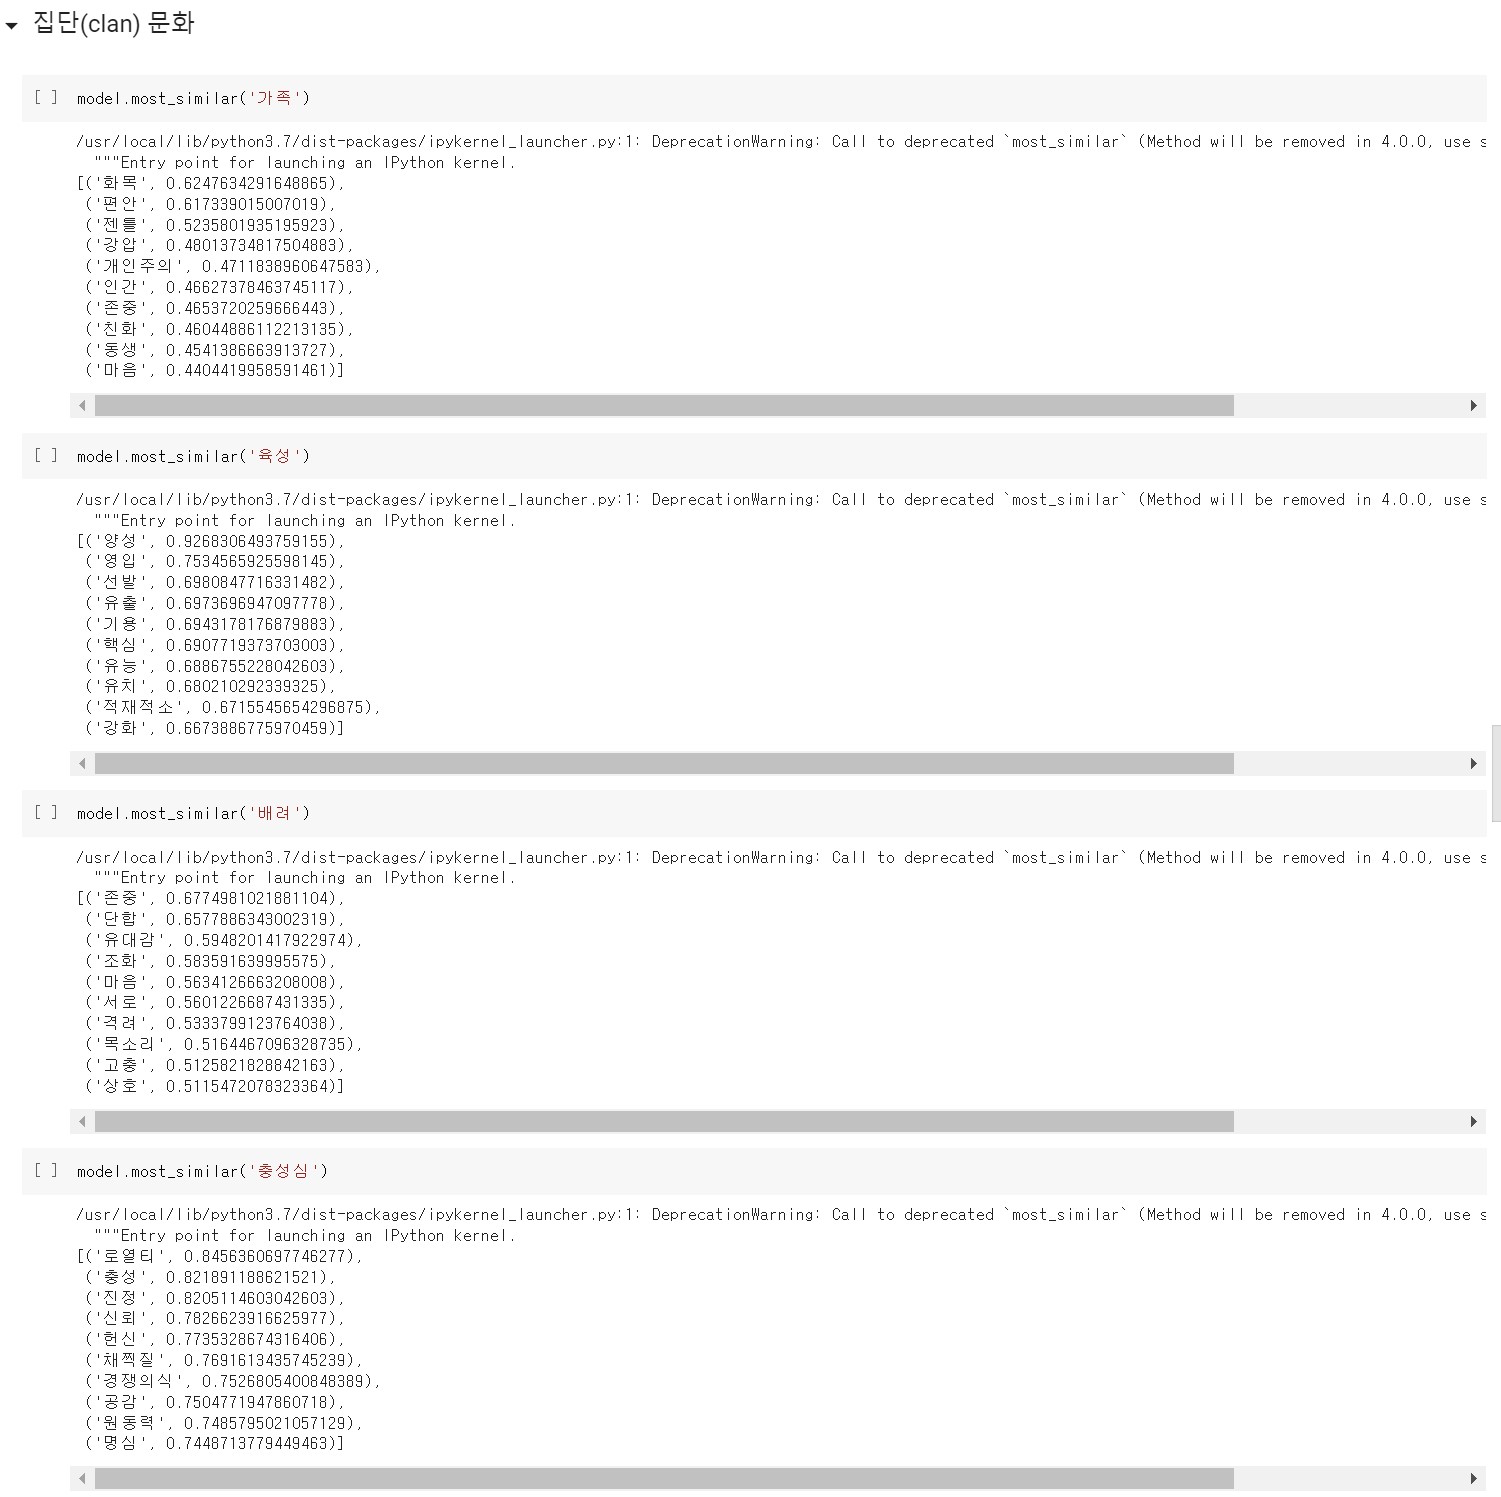 집단(clan) 문화
[ ] model.most_similar('가족')
/usr/local/lib/python3.7/dist-packages/ipykernel_launcher.py:1: DeprecationWarning: Call to deprecated `most_similar` (Method will be removed in 4.0.0, use s
"""Entry point for launching an IPython kernel.
[('화목', 0.6247634291648865),
('편안', 0.617339015007019),
('젠틀', 0.5235801935195923),
('강압', 0.48013734817504883),
('개인주의', 0.4711838960647583),
('인간', 0.46627378463745117),
('존중', 0.4653720259666443),
('친화', 0.46044886112213135),
('동생', 0.4541386663913727),
('마음', 0.4404419958591461)]
[ ] model.most_similar('육성')
/usr/local/lib/python3.7/dist-packages/ipykernel_launcher.py:1: DeprecationWarning: Call to deprecated `most_similar` (Method will be removed in 4.0.0, use s
"""Entry point for launching an IPython kernel.
[('양성', 0.9268306493759155),
('영입', 0.7534565925598145),
('선발', 0.6980847716331482),
('유출', 0.6973696947097778),
('기용', 0.6943178176879883),
('핵심', 0.6907719373703003),
('유능', 0.6886755228042603),
('유치', 0.680210292339325),
('적재적소', 0.6715545654296875),
('강화', 0.6673886775970459)]
[ ] model.most_similar('배려')
/usr/local/lib/python3.7/dist-packages/ipykernel_launcher.py:1: DeprecationWarning: Call to deprecated `most_similar` (Method will be removed in 4.0.0, use s
"""Entry point for launching an IPython kernel.
[('존중', 0.6774981021881104),
('단합', 0.6577886343002319),
('유대감', 0.5948201417922974),
('조화', 0.583591639995575),
('마음', 0.5634126663208008),
('서로', 0.5601226687431335),
('격려', 0.5333799123764038),
('목소리', 0.5164467096328735),
('고충', 0.5125821828842163),
('상호', 0.5115472078323364)]
[ ] model.most_similar('충성심')
/usr/local/lib/python3.7/dist-packages/ipykernel_launcher.py:1: DeprecationWarning: Call to deprecated `most_similar` (Method will be removed in 4.0.0, use s
"""Entry point for launching an IPython kernel.
[('로열티', 0.8456360697746277),
('충성', 0.821891188621521),
('진정', 0.8205114603042603),
('신뢰', 0.7826623916625977),
('헌신', 0.7735328674316406),
('채찍질', 0.7691613435745239),
('경쟁의식', 0.7526805400848389),
('공감', 0.7504771947860718),
('원동력', 0.7485795021057129),
('명심', 0.7448713779449463)]